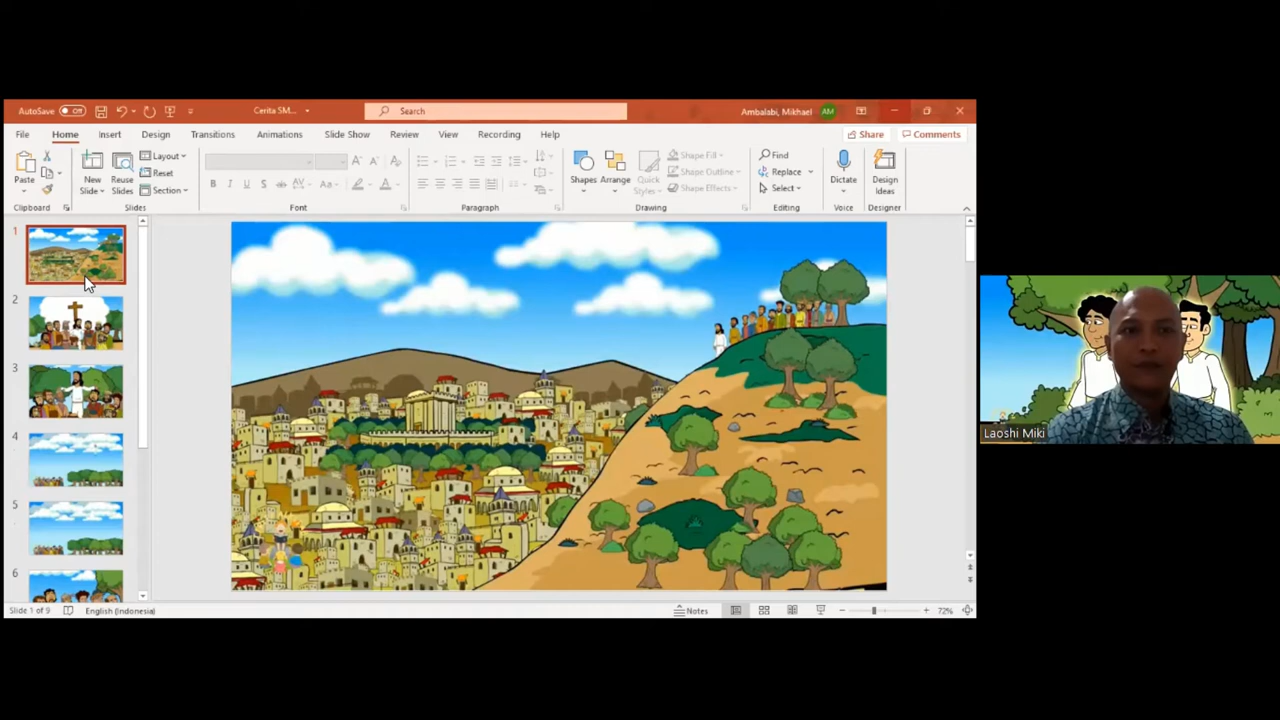 AutoSave Off Cerita SM... Search Ambalabi, Mikhael AM
File Home Insert Design Transitions Animations Slide Show Review View Recording Help Share Comments
Paste
Clipboard
New Slide
Reuse Slides
Layout
Reset
Section
Slides
Font
Paragraph
Shapes
Arrange
Quick Styles
Shape Fill
Shape Outline
Shape Effects
Drawing
Find
Replace
Select
Editing
Dictate
Voice
Design Ideas
Designer
1
2
3
4
5
6
Laoshi Miki
Slide 1 of 9 English (Indonesia) Notes 72%